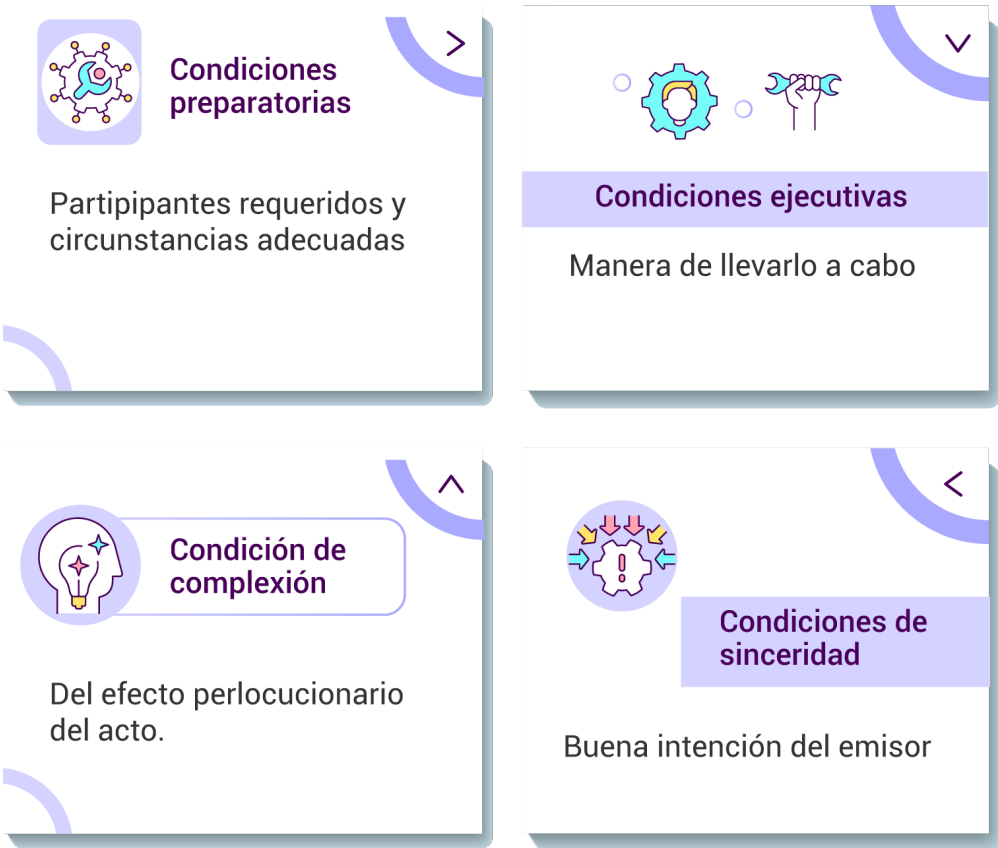 Condiciones
preparatorias
Partipipantes requeridos y
circunstancias adecuadas
Condiciones ejecutivas
Manera de llevarlo a cabo
Condición de
complexión
Del efecto perlocucionario
del acto.
Condiciones de
sinceridad
Buena intención del emisor